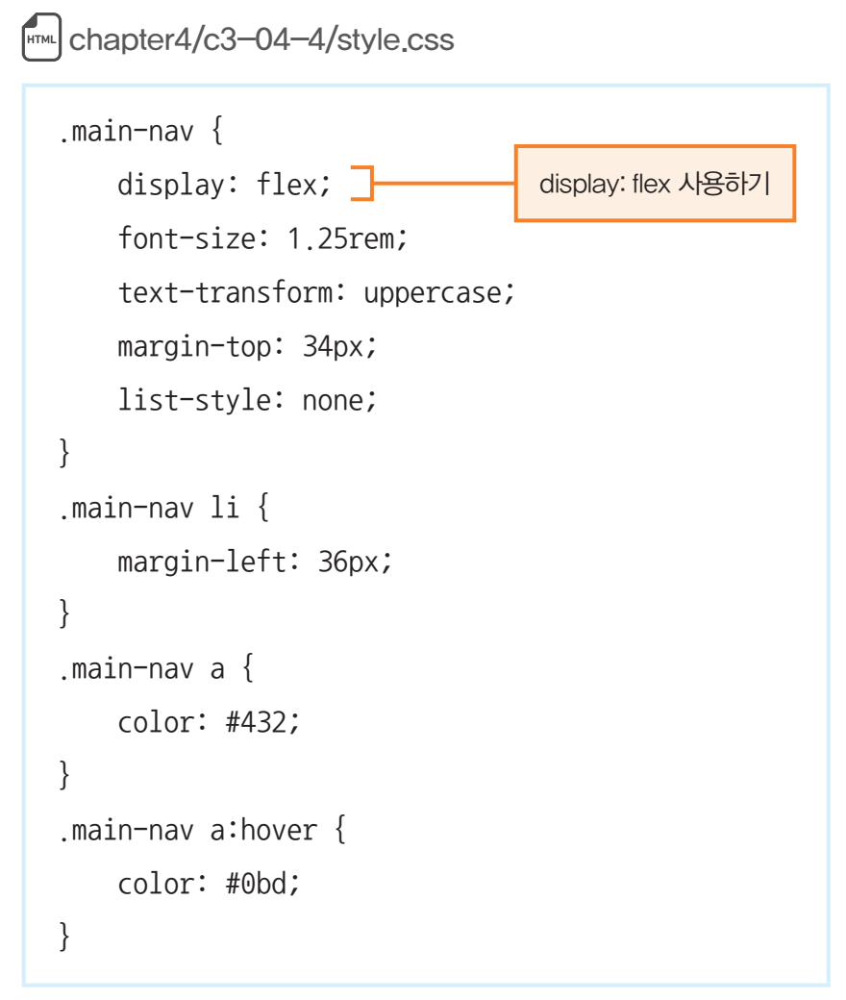 HTML chapter4/c3-04-4/style.css
.main-nav {
    display: flex; display: flex 사용하기
    font-size: 1.25rem;
    text-transform: uppercase;
    margin-top: 34px;
    list-style: none;
}
.main-nav li {
    margin-left: 36px;
}
.main-nav a {
    color: #432;
}
.main-nav a:hover {
    color: #0bd;
}